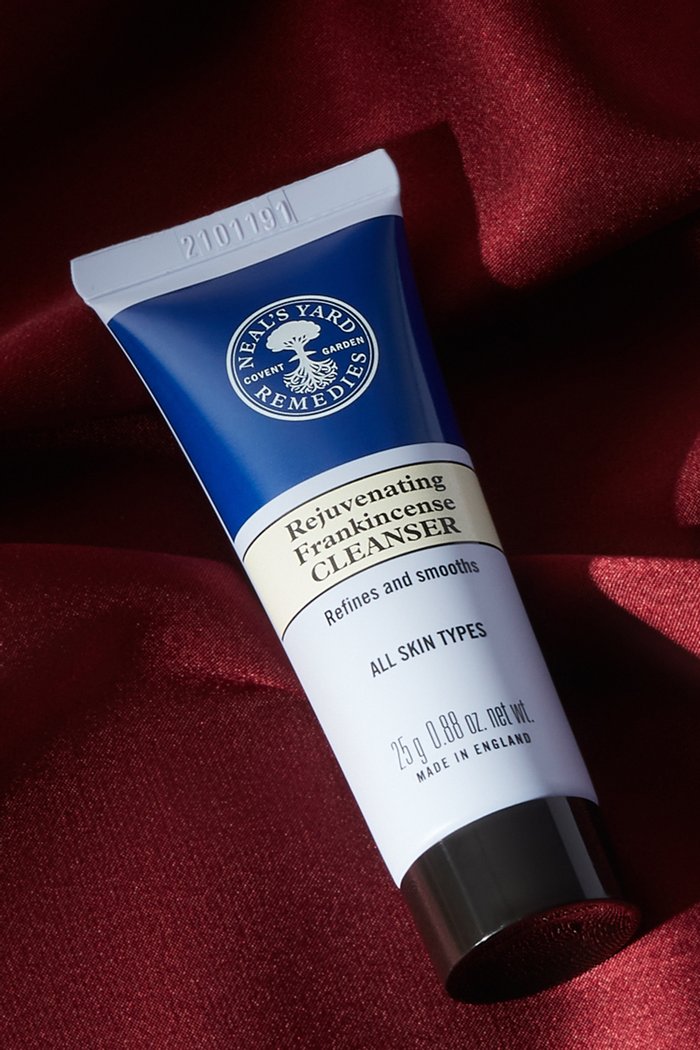 2101191
NEAL'S YARD
COVENT GARDEN
REMEDIES
Rejuvenating
Frankincense
CLEANSER
Refines and smooths
ALL SKIN TYPES
25 g 0.88 oz. net wt.
MADE IN ENGLAND